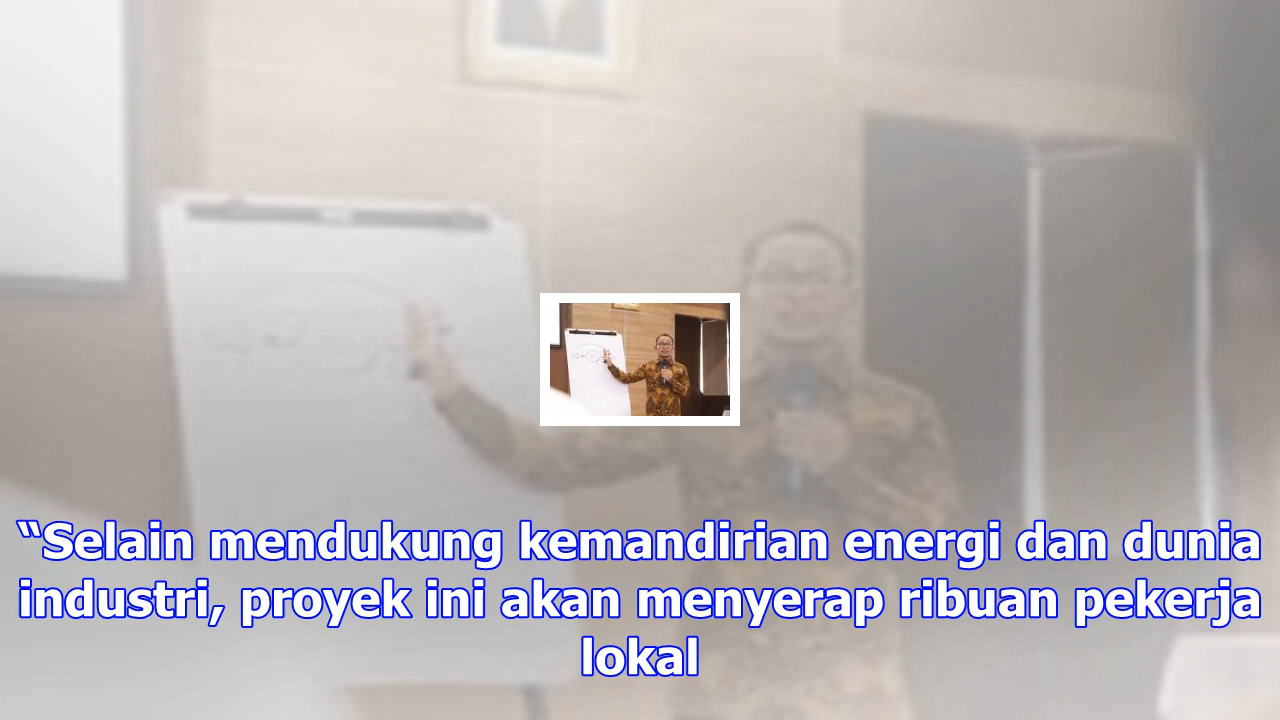 “Selain mendukung kemandirian energi dan dunia
industri, proyek ini akan menyerap ribuan pekerja
lokal